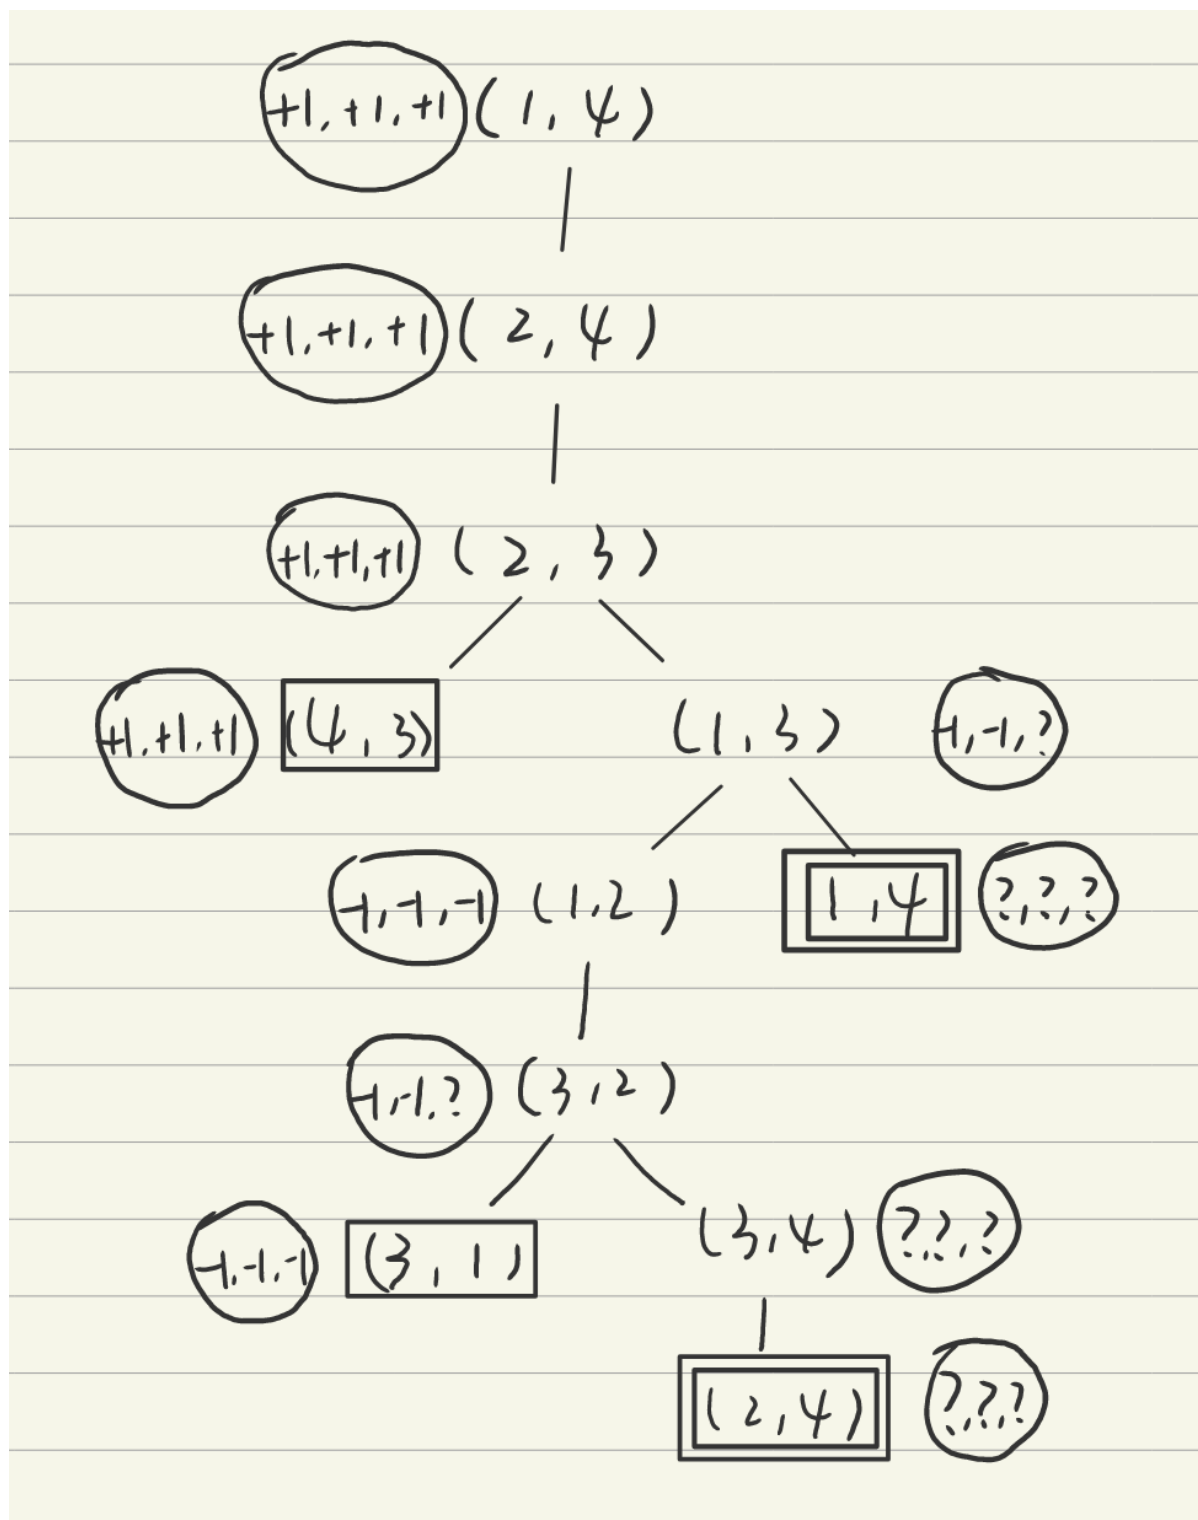 +1, +1, +1 (1, 4)
+1, +1, +1 (2, 4)
+1, +1, +1 (2, 3)
+1, +1, +1 (4, 3) (1, 3) -1, -1, ?
-1, -1, -1 (1, 2) 1, 4 ?, ?, ?
-1, -1, ? (3, 2)
-1, -1, -1 (3, 1) (3, 4) ?, ?, ?
(2, 4) ?, ?, ?